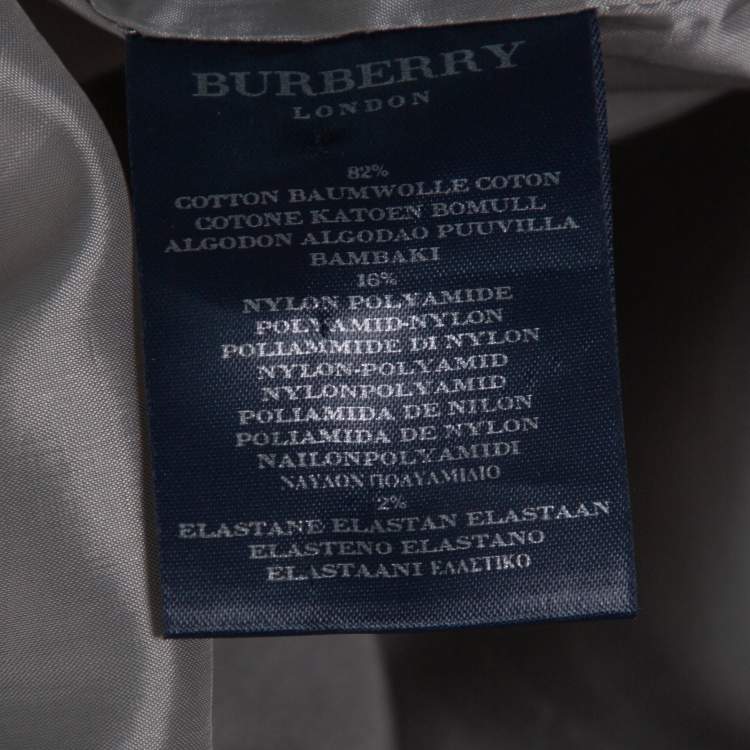 BURBERRY
LONDON
82%
COTTON BAUMWOLLE COTON
COTONE KATOEN BOMULL
ALGODON ALGODAO PUUVILLA
BAMBAKI
16%
NYLON POLYAMIDE
POLYAMID-NYLON
POLIAMMIDE DI NYLON
NYLON-POLYAMID
NYLONPOLYAMID
POLIAMIDA DE NILON
POLIAMIDA DE NYLON
NAILONPOLYAMIDI
ΝΑΥΛΟΝ ΠΟΛΥΑΜΙΔΙΟ
2%
ELASTANE ELASTAN ELASTAAN
ELASTENO ELASTANO
ELASTAANI ΕΛΑΣΤΙΚΟ